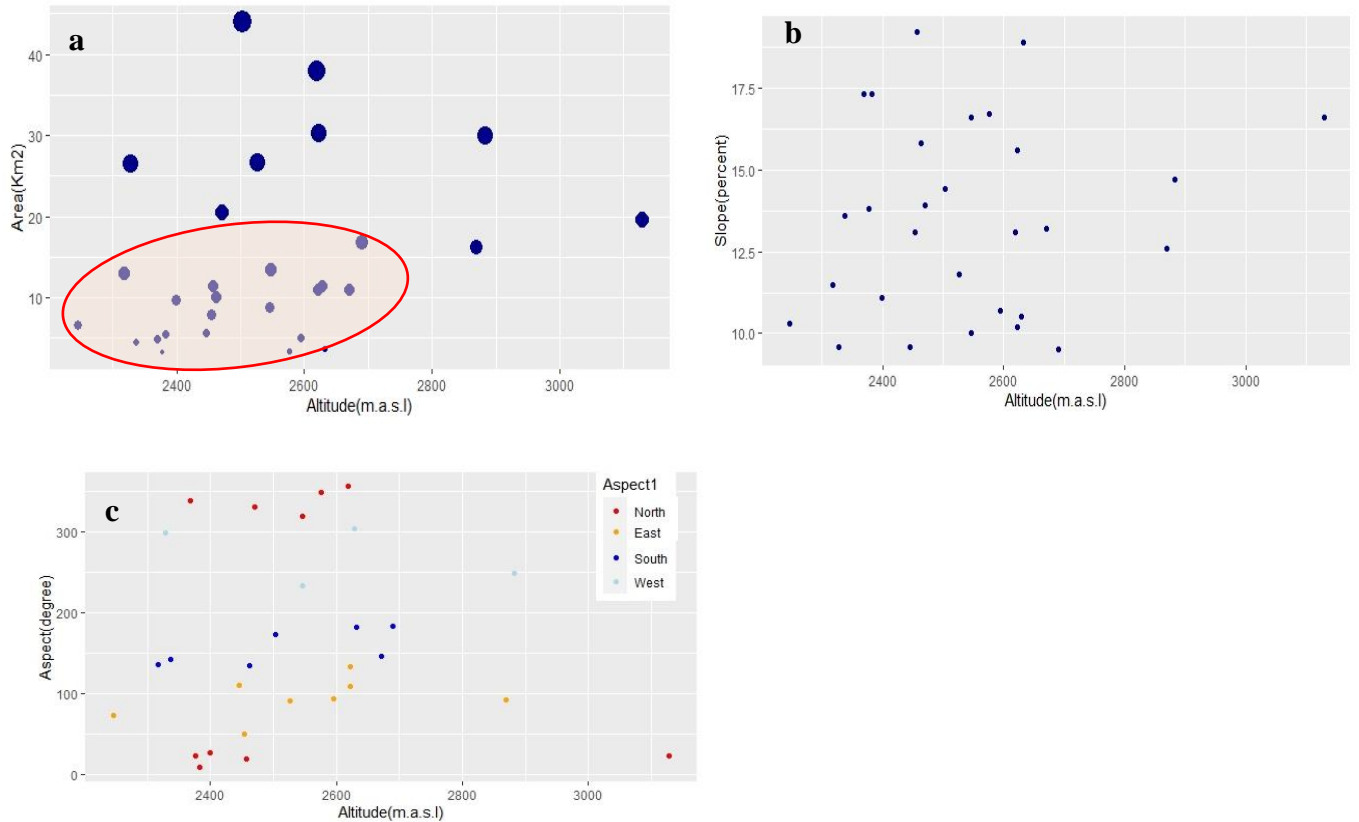 a
Area(Km2)
40
30
20
10
2400 2600 2800 3000
Altitude(m.a.s.l)
b
Slope(percent)
17.5
15.0
12.5
10.0
2400 2600 2800 3000
Altitude(m.a.s.l)
c
Aspect(degree)
300
200
100
0
2400 2600 2800 3000
Altitude(m.a.s.l)
Aspect1
North
East
South
West